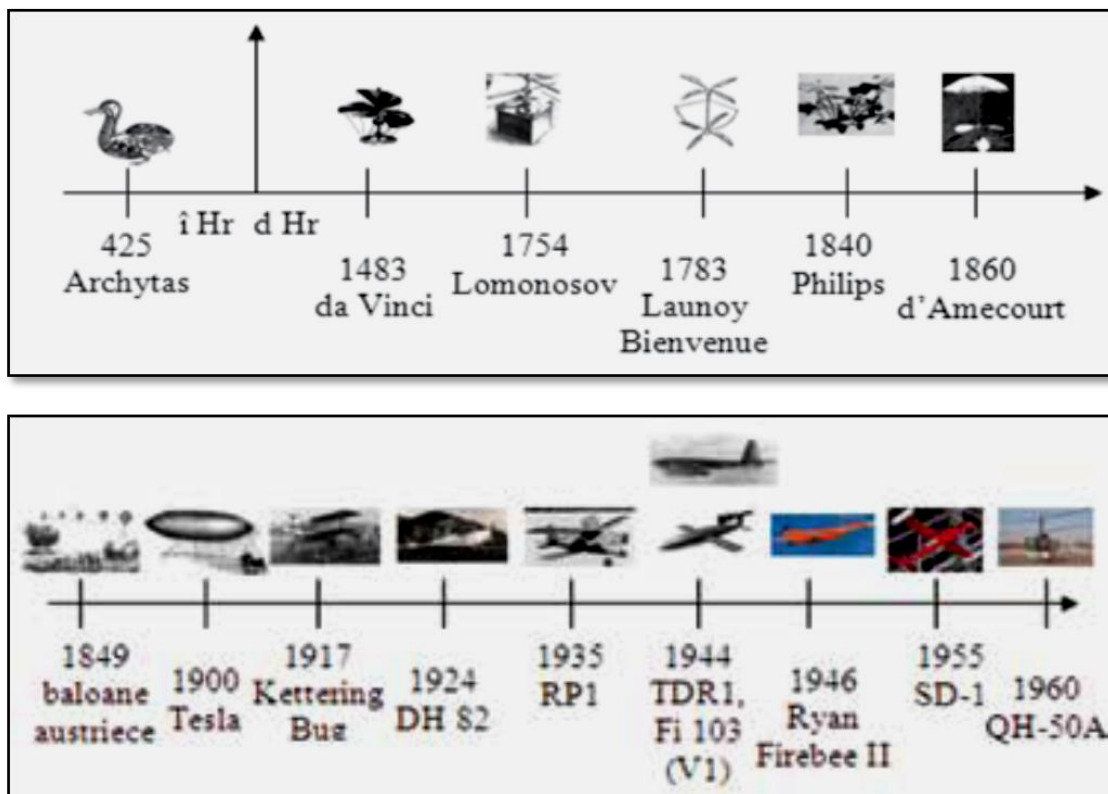 î Hr d Hr
425
Archytas
1483
da Vinci
1754
Lomonosov
1783
Launoy
Bienvenue
1840
Philips
1860
d’Amecourt
1849
baloane
austriece
1900
Tesla
1917
Kettering
Bug
1924
DH 82
1935
RP1
1944
TDR1,
Fi 103
(V1)
1946
Ryan
Firebee II
1955
SD-1
1960
QH-50A